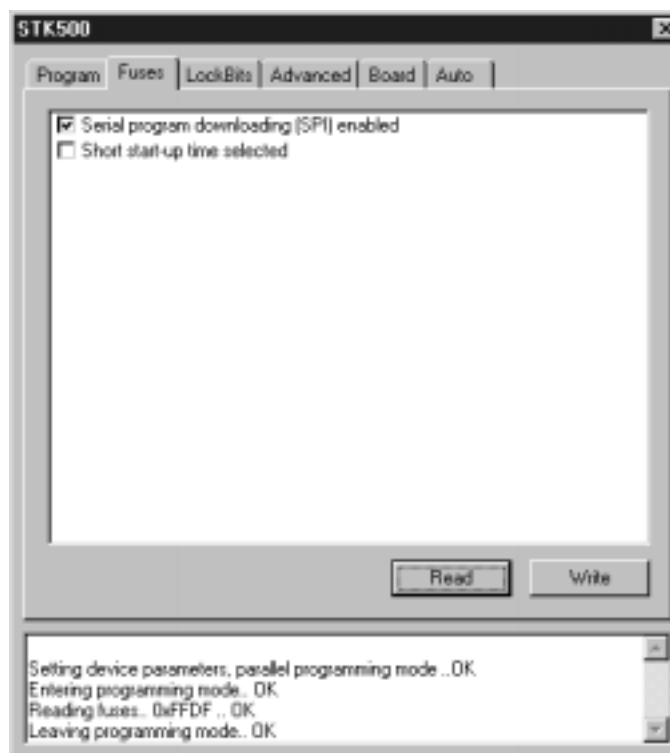 STK500
Program Fuses LockBits Advanced Board Auto
Serial program downloading (SPI) enabled
Short start-up time selected
Read Write
Setting device parameters, parallel programming mode ..OK
Entering programming mode.. OK
Reading fuses.. 0xFFDF .. OK
Leaving programming mode.. OK